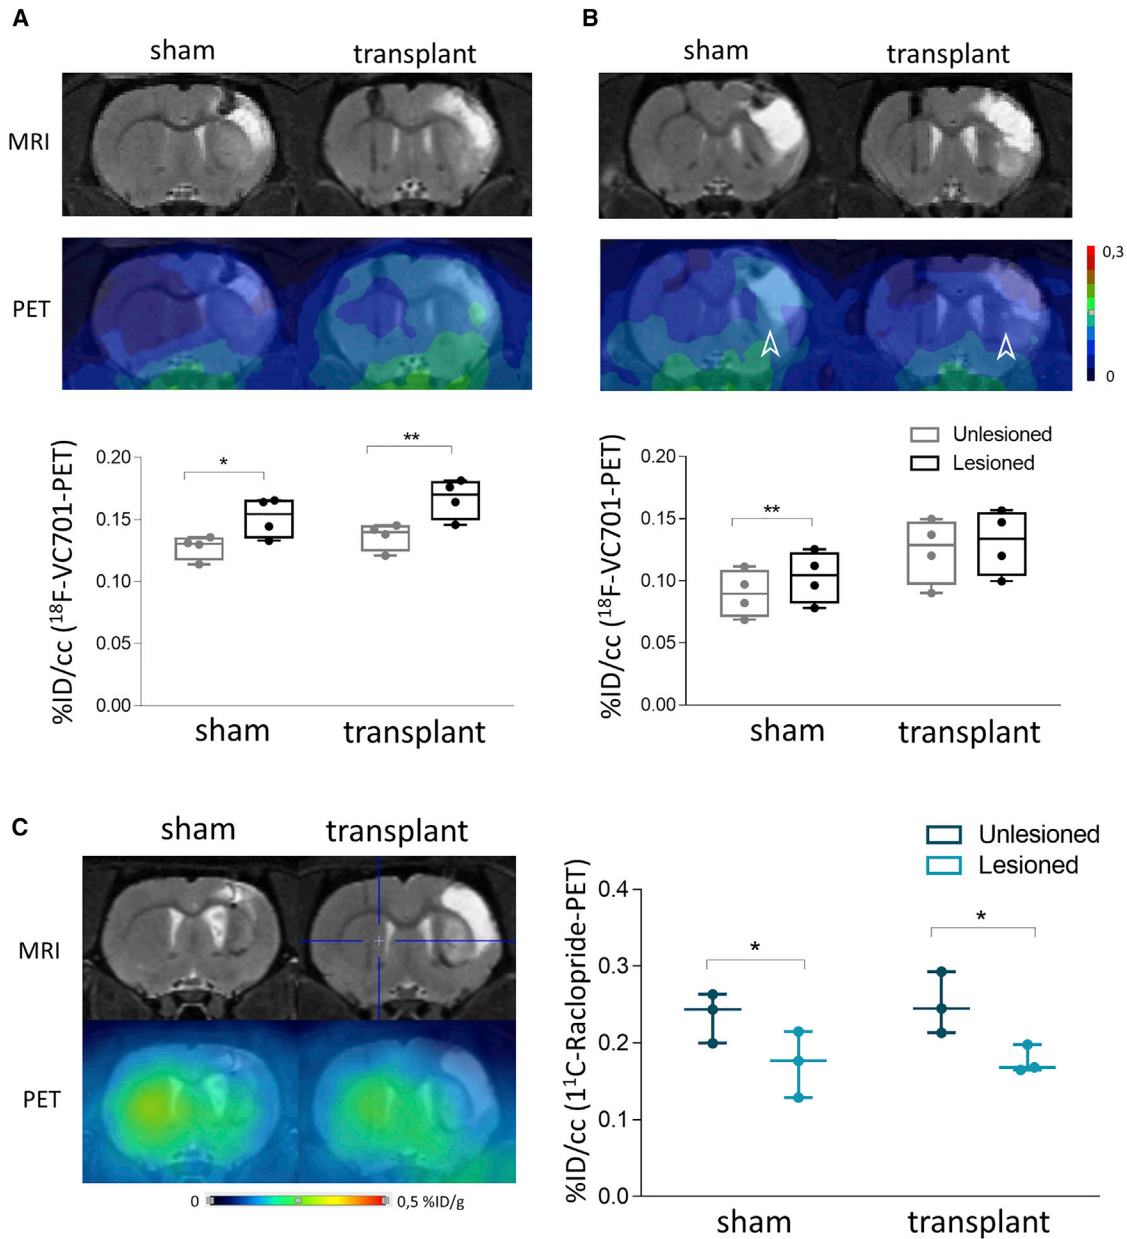 A
B
sham
transplant
sham
transplant
MRI
PET
0,3
0
Unlesioned
Lesioned
%ID/cc (18F-VC701-PET)
0.20
0.15
0.10
0.05
0.00
*
**
sham
transplant
%ID/cc (18F-VC701-PET)
0.20
0.15
0.10
0.05
0.00
**
sham
transplant
C
sham
transplant
MRI
PET
0
0,5 %ID/g
Unlesioned
Lesioned
%ID/cc (1¹C-Raclopride-PET)
0.4
0.3
0.2
0.1
0.0
*
*
sham
transplant